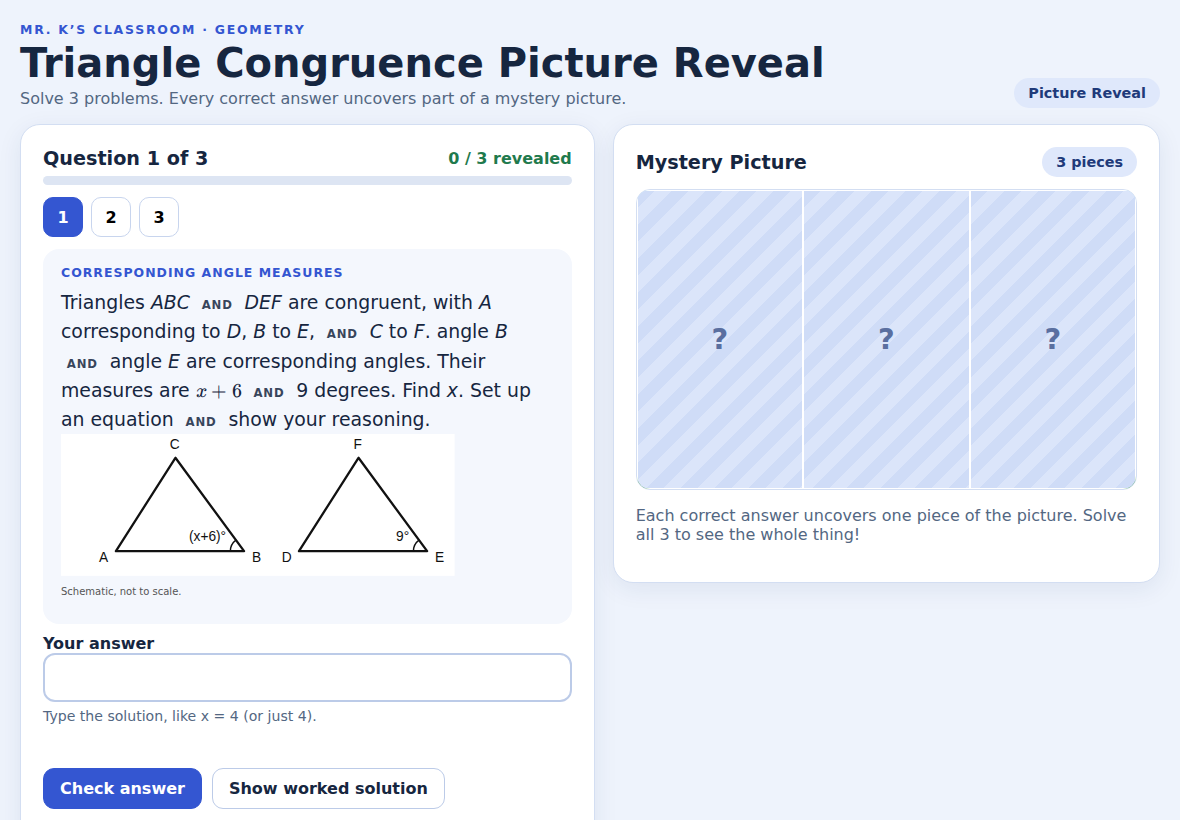 MR. K'S CLASSROOM · GEOMETRY
Triangle Congruence Picture Reveal
Solve 3 problems. Every correct answer uncovers part of a mystery picture.
Picture Reveal
Question 1 of 3
0 / 3 revealed
1 2 3
CORRESPONDING ANGLE MEASURES
Triangles ABC AND DEF are congruent, with A
corresponding to D, B to E, AND C to F. angle B
AND angle E are corresponding angles. Their
measures are x + 6 AND 9 degrees. Find x. Set up
an equation AND show your reasoning.
C F
(x+6)° 9°
A B D E
Schematic, not to scale.
Your answer
Type the solution, like x = 4 (or just 4).
Check answer
Show worked solution
Mystery Picture
3 pieces
? ? ?
Each correct answer uncovers one piece of the picture. Solve
all 3 to see the whole thing!